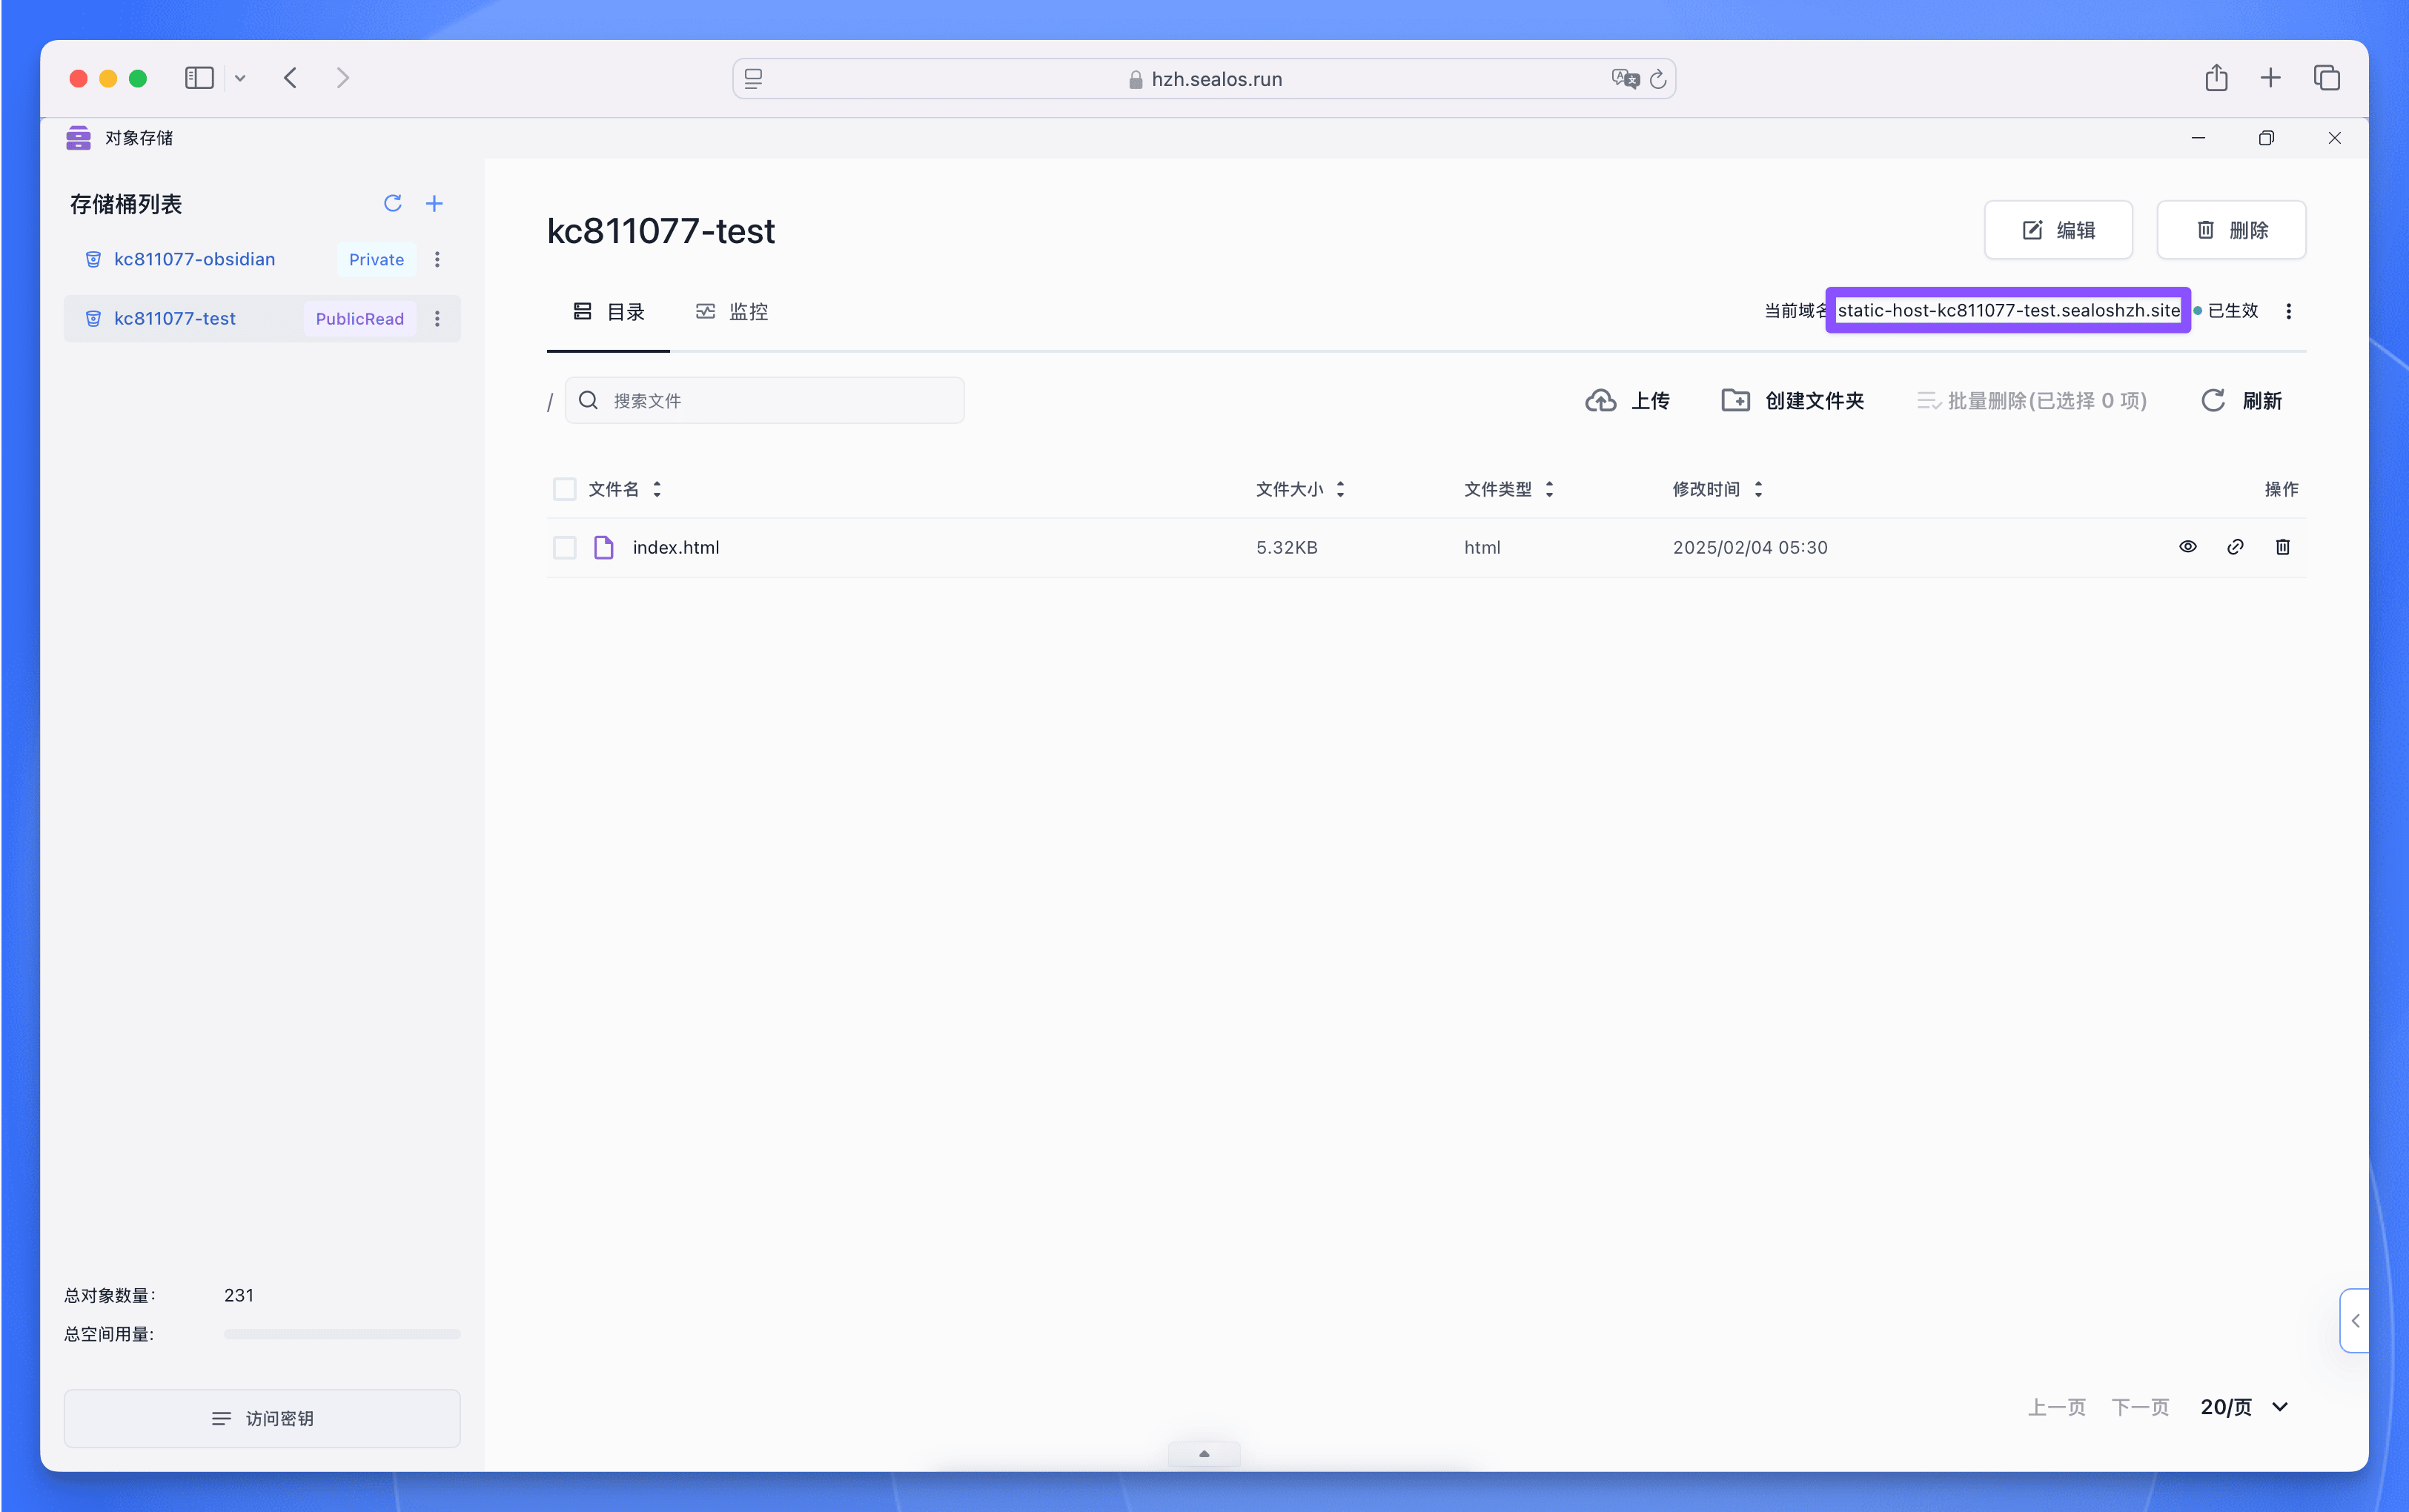 hzh.sealos.run
对象存储
存储桶列表
kc811077-obsidian Private
kc811077-test PublicRead
总对象数量: 231
总空间用量:
访问密钥
kc811077-test
编辑 删除
目录 监控
当前域名 static-host-kc811077-test.sealoshzh.site 已生效
/ 搜索文件
上传 创建文件夹 批量删除(已选择 0 项) 刷新
文件名 文件大小 文件类型 修改时间 操作
index.html 5.32KB html 2025/02/04 05:30
上一页 下一页 20/页